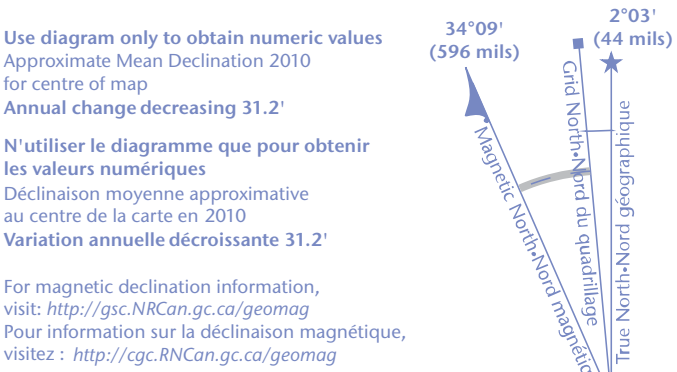 Use diagram only to obtain numeric values
Approximate Mean Declination 2010
for centre of map
Annual change decreasing 31.2'
N'utiliser le diagramme que pour obtenir
les valeurs numériques
Déclinaison moyenne approximative
au centre de la carte en 2010
Variation annuelle décroissante 31.2'
For magnetic declination information,
visit: http://gsc.NRCan.gc.ca/geomag
Pour information sur la déclinaison magnétique,
visitez : http://cgc.RNCan.gc.ca/geomag
34°09'
(596 mils)
2°03'
(44 mils)
Magnetic North•Nord magnétiq
Grid North•Nord du quadrillage
True North•Nord géographique